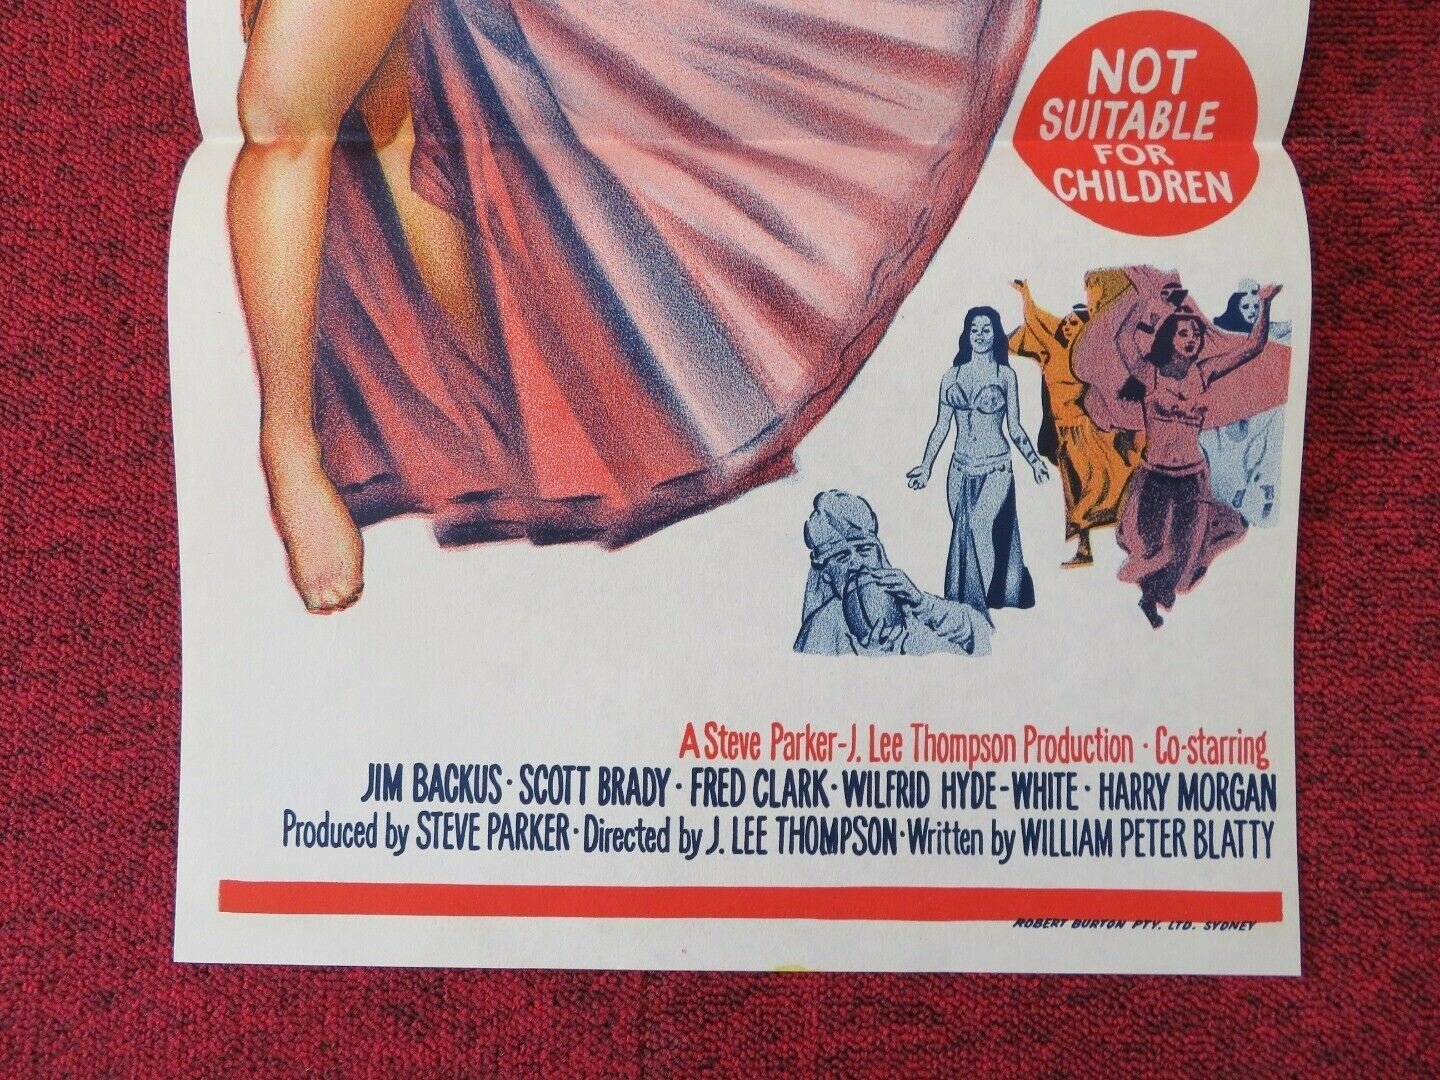 NOT
SUITABLE
FOR
CHILDREN
A Steve Parker-J. Lee Thompson Production · Co-starring
JIM BACKUS · SCOTT BRADY · FRED CLARK · WILFRID HYDE-WHITE · HARRY MORGAN
Produced by STEVE PARKER · Directed by J. LEE THOMPSON · Written by WILLIAM PETER BLATTY
ROBERT BURTON PTY. LTD. SYDNEY